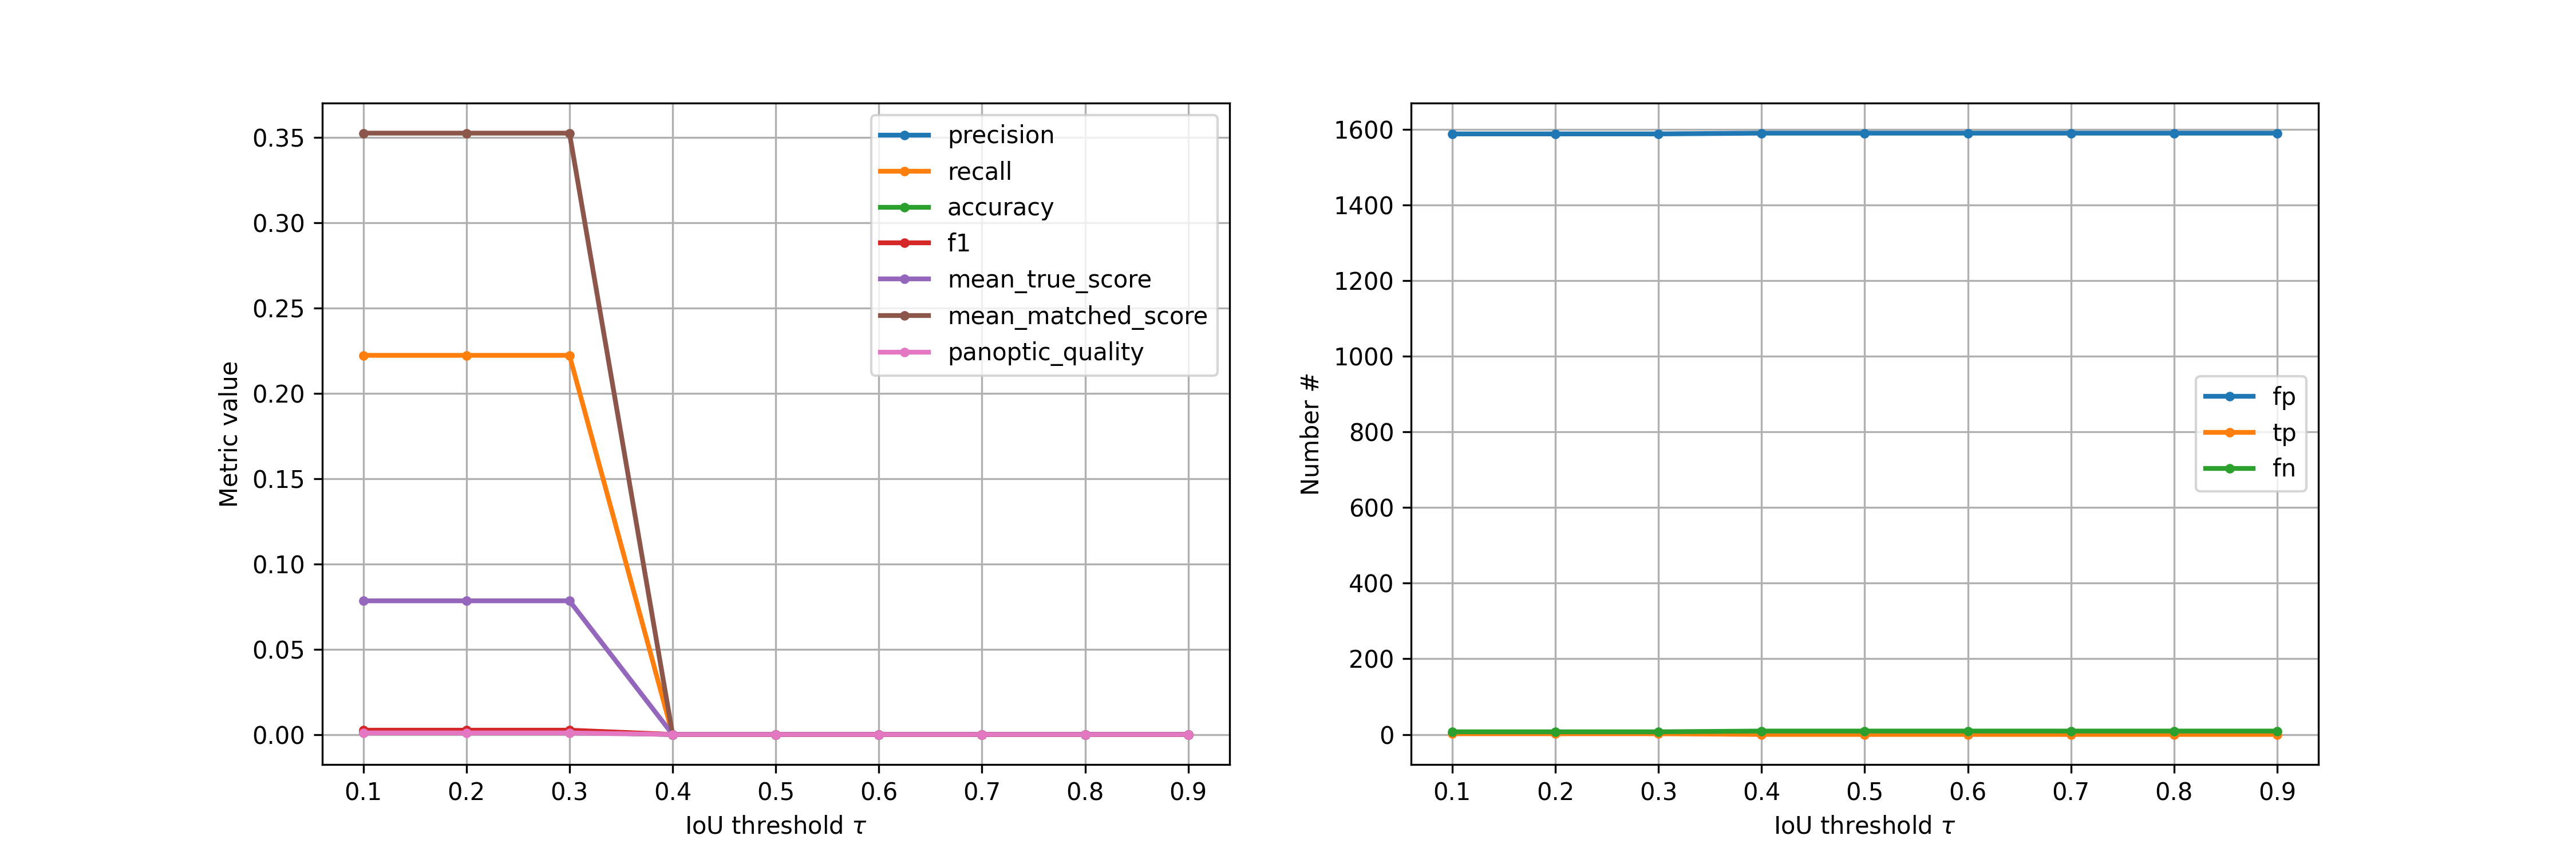 0.35
0.30
0.25
0.20
0.15
0.10
0.05
0.00
Metric value
0.1 0.2 0.3 0.4 0.5 0.6 0.7 0.8 0.9
IoU threshold τ
precision
recall
accuracy
f1
mean_true_score
mean_matched_score
panoptic_quality
1600
1400
1200
1000
800
600
400
200
0
Number #
0.1 0.2 0.3 0.4 0.5 0.6 0.7 0.8 0.9
IoU threshold τ
fp
tp
fn